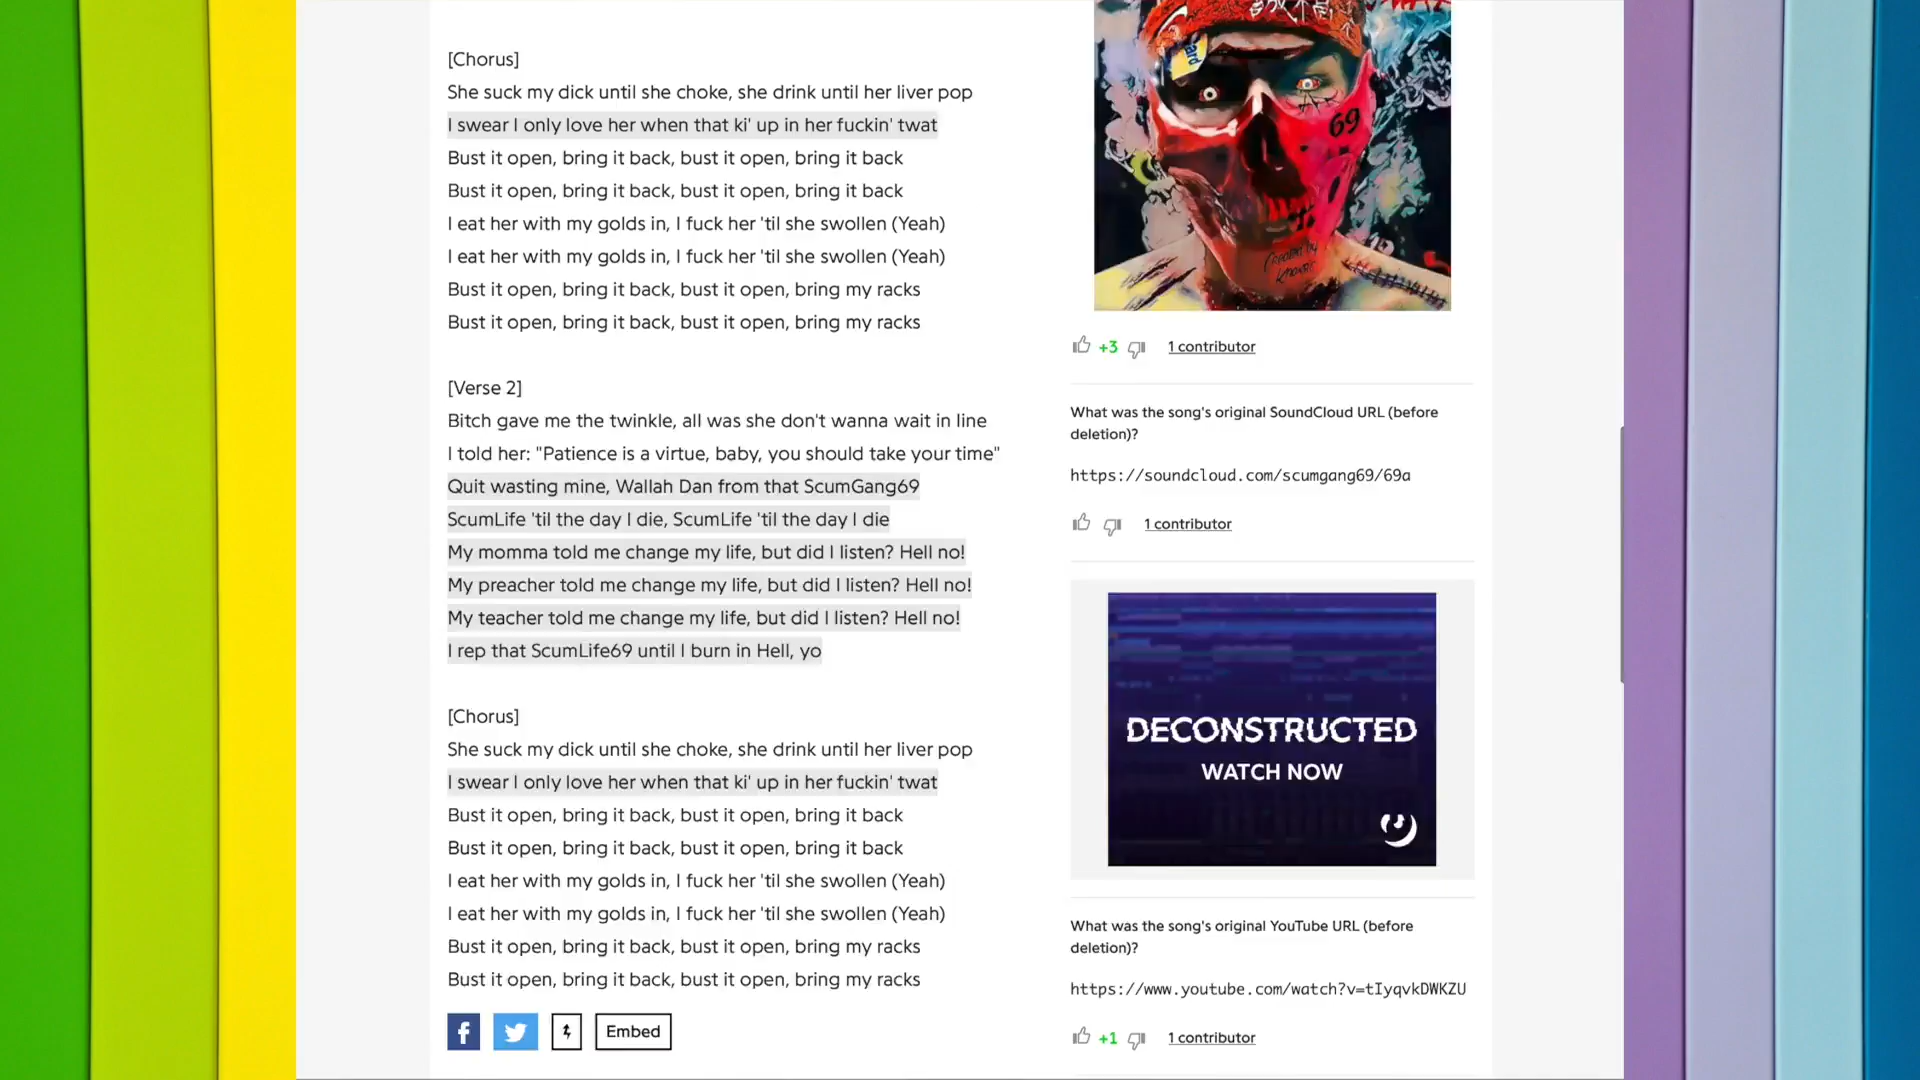 [Chorus]
She suck my dick until she choke, she drink until her liver pop
I swear I only love her when that ki' up in her fuckin' twat
Bust it open, bring it back, bust it open, bring it back
Bust it open, bring it back, bust it open, bring it back
I eat her with my golds in, I fuck her 'til she swollen (Yeah)
I eat her with my golds in, I fuck her 'til she swollen (Yeah)
Bust it open, bring it back, bust it open, bring my racks
Bust it open, bring it back, bust it open, bring my racks
[Verse 2]
Bitch gave me the twinkle, all was she don't wanna wait in line
I told her: "Patience is a virtue, baby, you should take your time"
Quit wasting mine, Wallah Dan from that ScumGang69
ScumLife 'til the day I die, ScumLife 'til the day I die
My momma told me change my life, but did I listen? Hell no!
My preacher told me change my life, but did I listen? Hell no!
My teacher told me change my life, but did I listen? Hell no!
I rep that ScumLife69 until I burn in Hell, yo
[Chorus]
She suck my dick until she choke, she drink until her liver pop
I swear I only love her when that ki' up in her fuckin' twat
Bust it open, bring it back, bust it open, bring it back
Bust it open, bring it back, bust it open, bring it back
I eat her with my golds in, I fuck her 'til she swollen (Yeah)
I eat her with my golds in, I fuck her 'til she swollen (Yeah)
Bust it open, bring it back, bust it open, bring my racks
Bust it open, bring it back, bust it open, bring my racks
Embed
69
Created by
+3
1 contributor
What was the song's original SoundCloud URL (before
deletion)?
https://soundcloud.com/scumgang69/69a
1 contributor
DECONSTRUCTED
WATCH NOW
What was the song's original YouTube URL (before
deletion)?
https://www.youtube.com/watch?v=tIyqvkDWKZU
+1
1 contributor